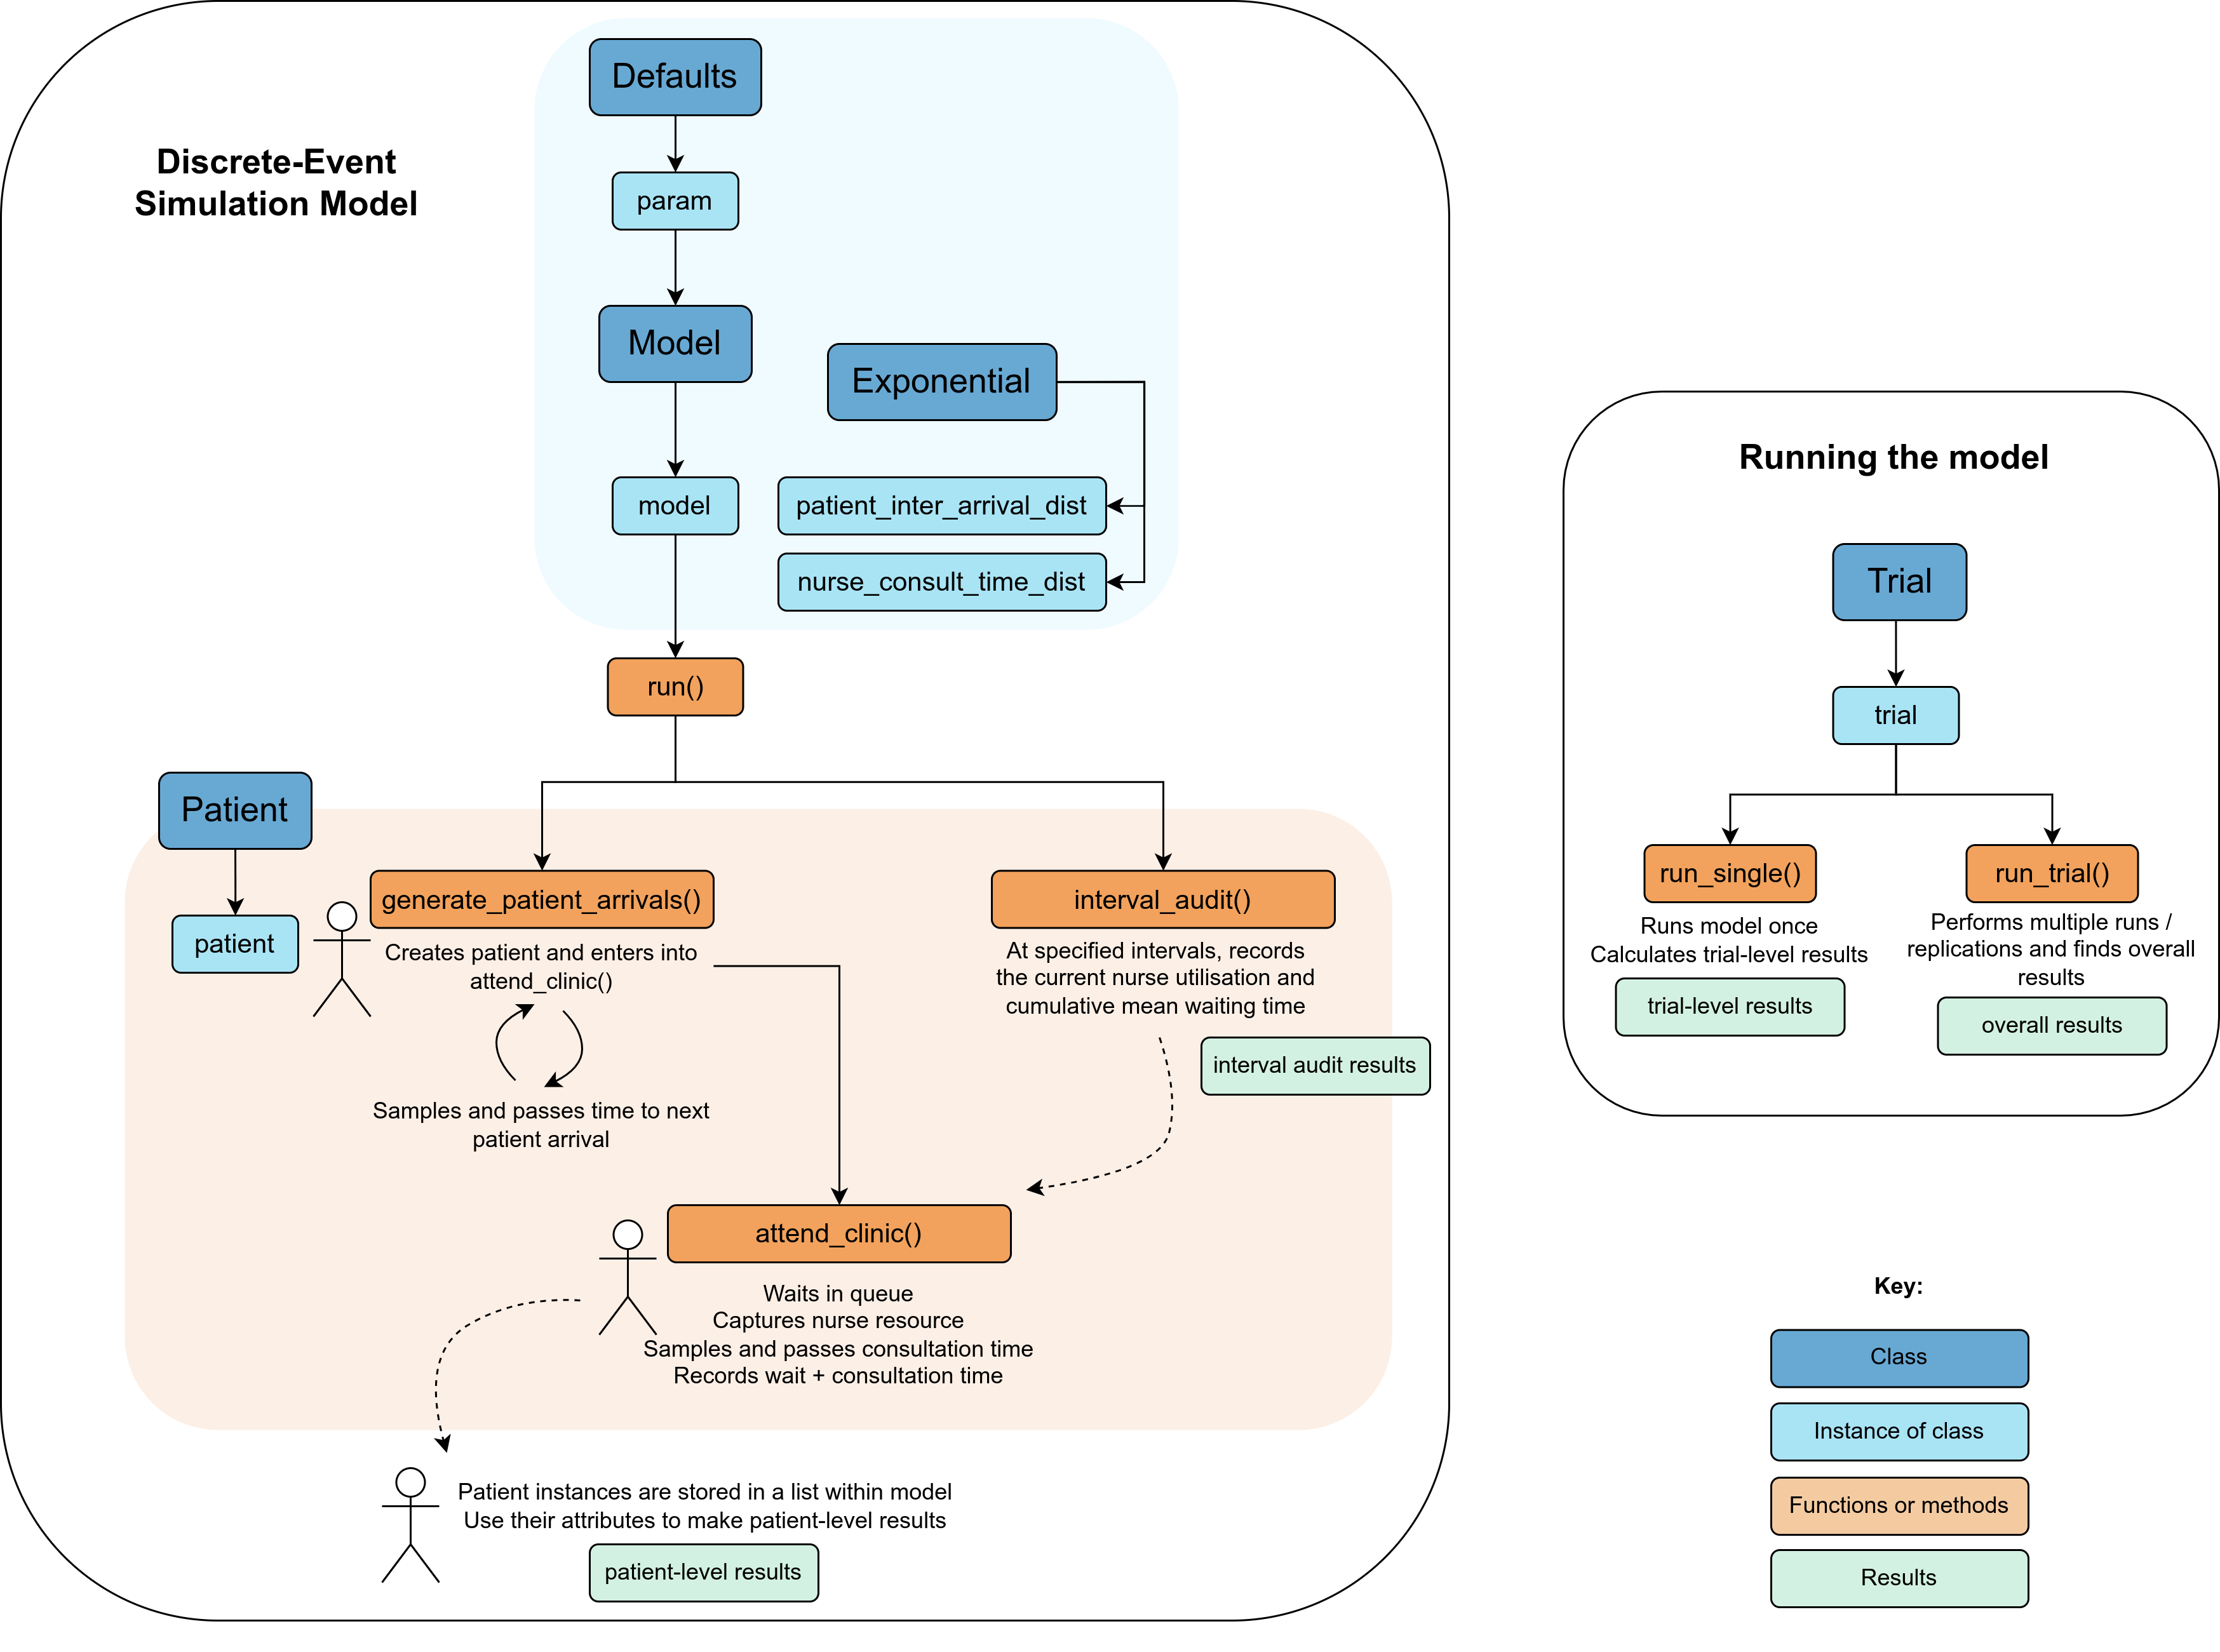 Discrete-Event
Simulation Model
Defaults
param
Model
Exponential
model
patient_inter_arrival_dist
nurse_consult_time_dist
run()
Patient
patient
generate_patient_arrivals()
Creates patient and enters into
attend_clinic()
Samples and passes time to next
patient arrival
interval_audit()
At specified intervals, records
the current nurse utilisation and
cumulative mean waiting time
interval audit results
attend_clinic()
Waits in queue
Captures nurse resource
Samples and passes consultation time
Records wait + consultation time
Patient instances are stored in a list within model
Use their attributes to make patient-level results
patient-level results
Running the model
Trial
trial
run_single()
Runs model once
Calculates trial-level results
trial-level results
run_trial()
Performs multiple runs /
replications and finds overall
results
overall results
Key:
Class
Instance of class
Functions or methods
Results